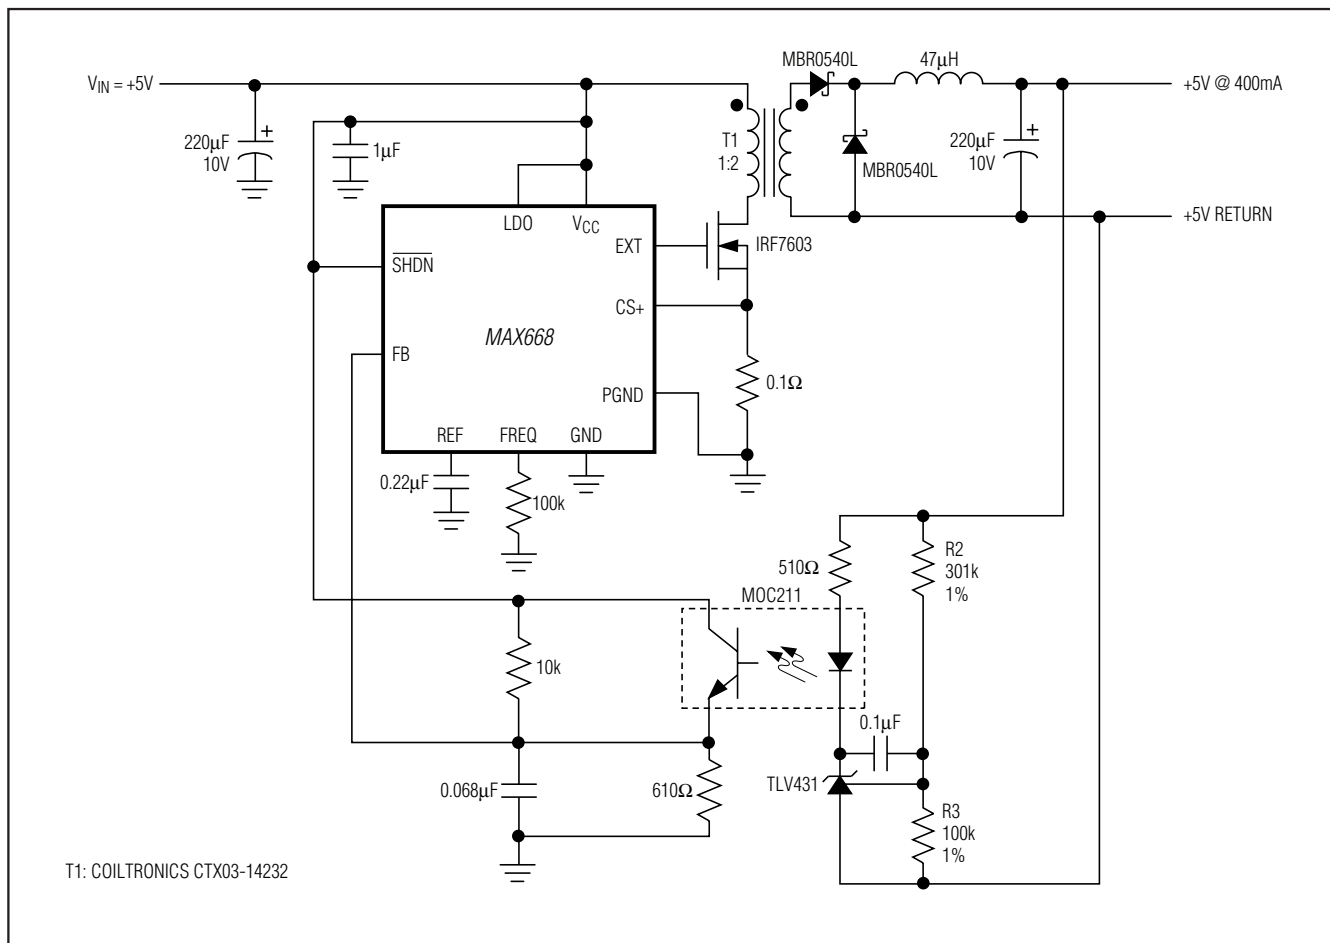 VIN = +5V
220μF
10V
1μF
T1
1:2
MBR0540L
47μH
+5V @ 400mA
MBR0540L
220μF
10V
+5V RETURN
LDO
VCC
EXT
IRF7603
SHDN
CS+
MAX668
FB
0.1Ω
PGND
REF
FREQ
GND
0.22μF
100k
510Ω
R2
301k
1%
MOC211
10k
0.1μF
0.068μF
610Ω
TLV431
R3
100k
1%
T1: COILTRONICS CTX03-14232